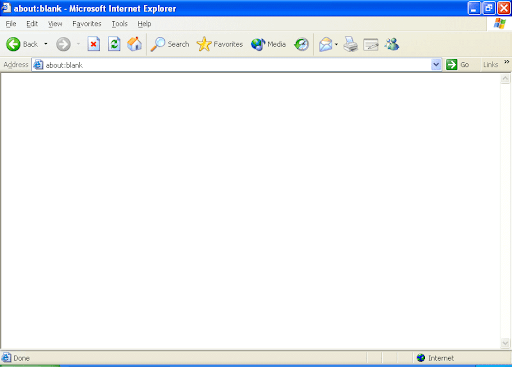 about:blank - Microsoft Internet Explorer
File Edit View Favorites Tools Help
Back Search Favorites Media
Address about:blank Go Links »
Done Internet